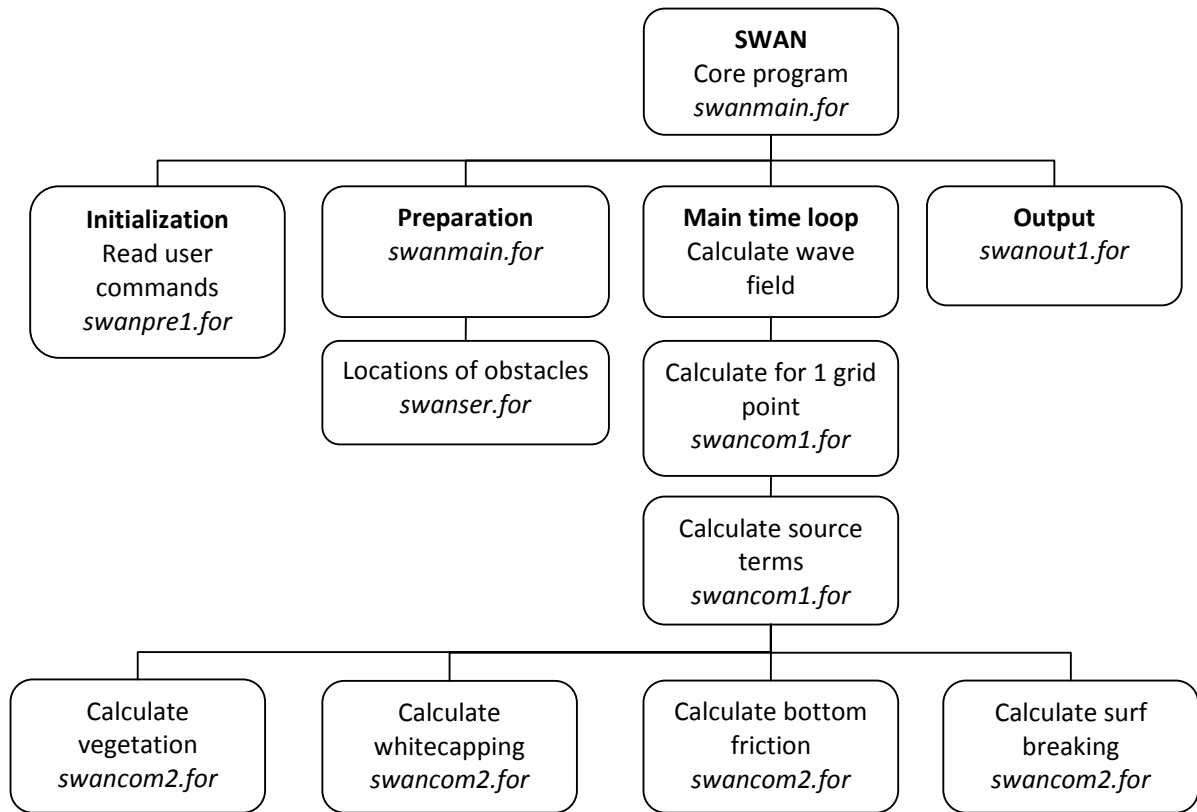 SWAN
Core program
swanmain.for
Initialization
Read user
commands
swanpre1.for
Preparation
swanmain.for
Main time loop
Calculate wave
field
Output
swanout1.for
Locations of obstacles
swanser.for
Calculate for 1 grid
point
swancom1.for
Calculate source
terms
swancom1.for
Calculate
vegetation
swancom2.for
Calculate
whitecapping
swancom2.for
Calculate bottom
friction
swancom2.for
Calculate surf
breaking
swancom2.for